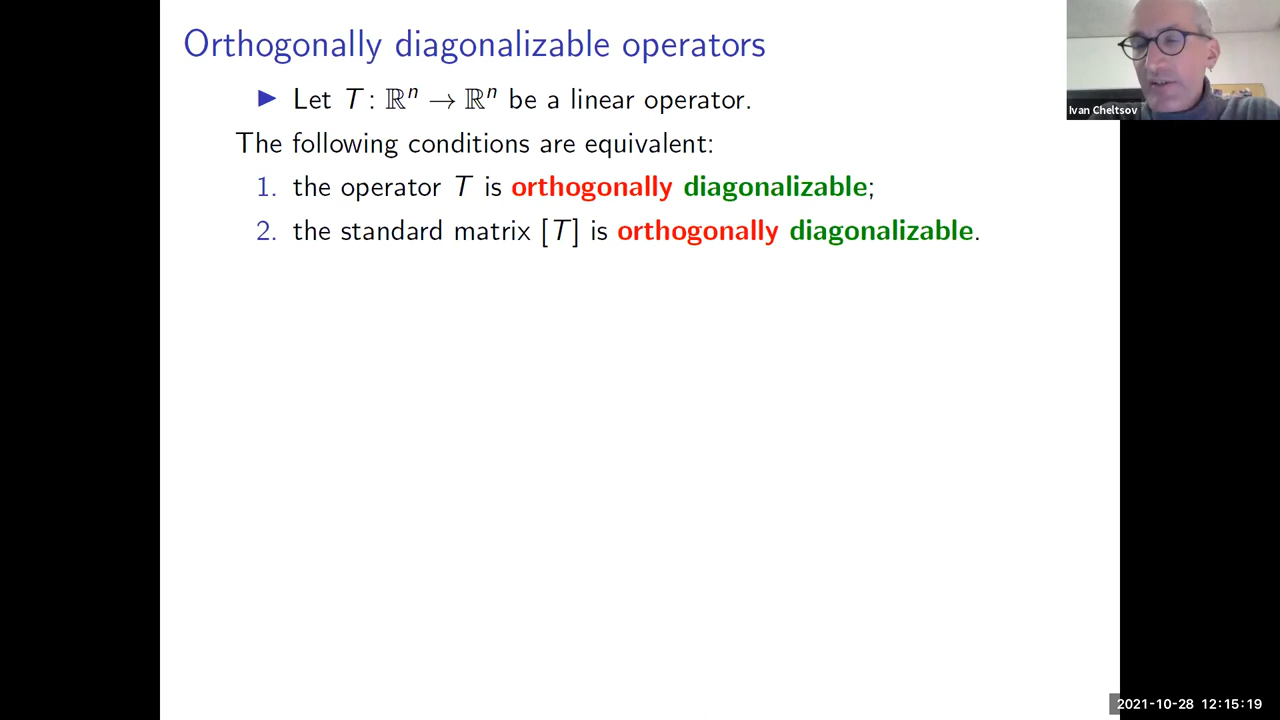 Orthogonally diagonalizable operators
▶ Let T : ℝⁿ → ℝⁿ be a linear operator.
The following conditions are equivalent:
1. the operator T is orthogonally diagonalizable;
2. the standard matrix [T] is orthogonally diagonalizable.
Ivan Cheltsov
2021-10-28 12:15:19